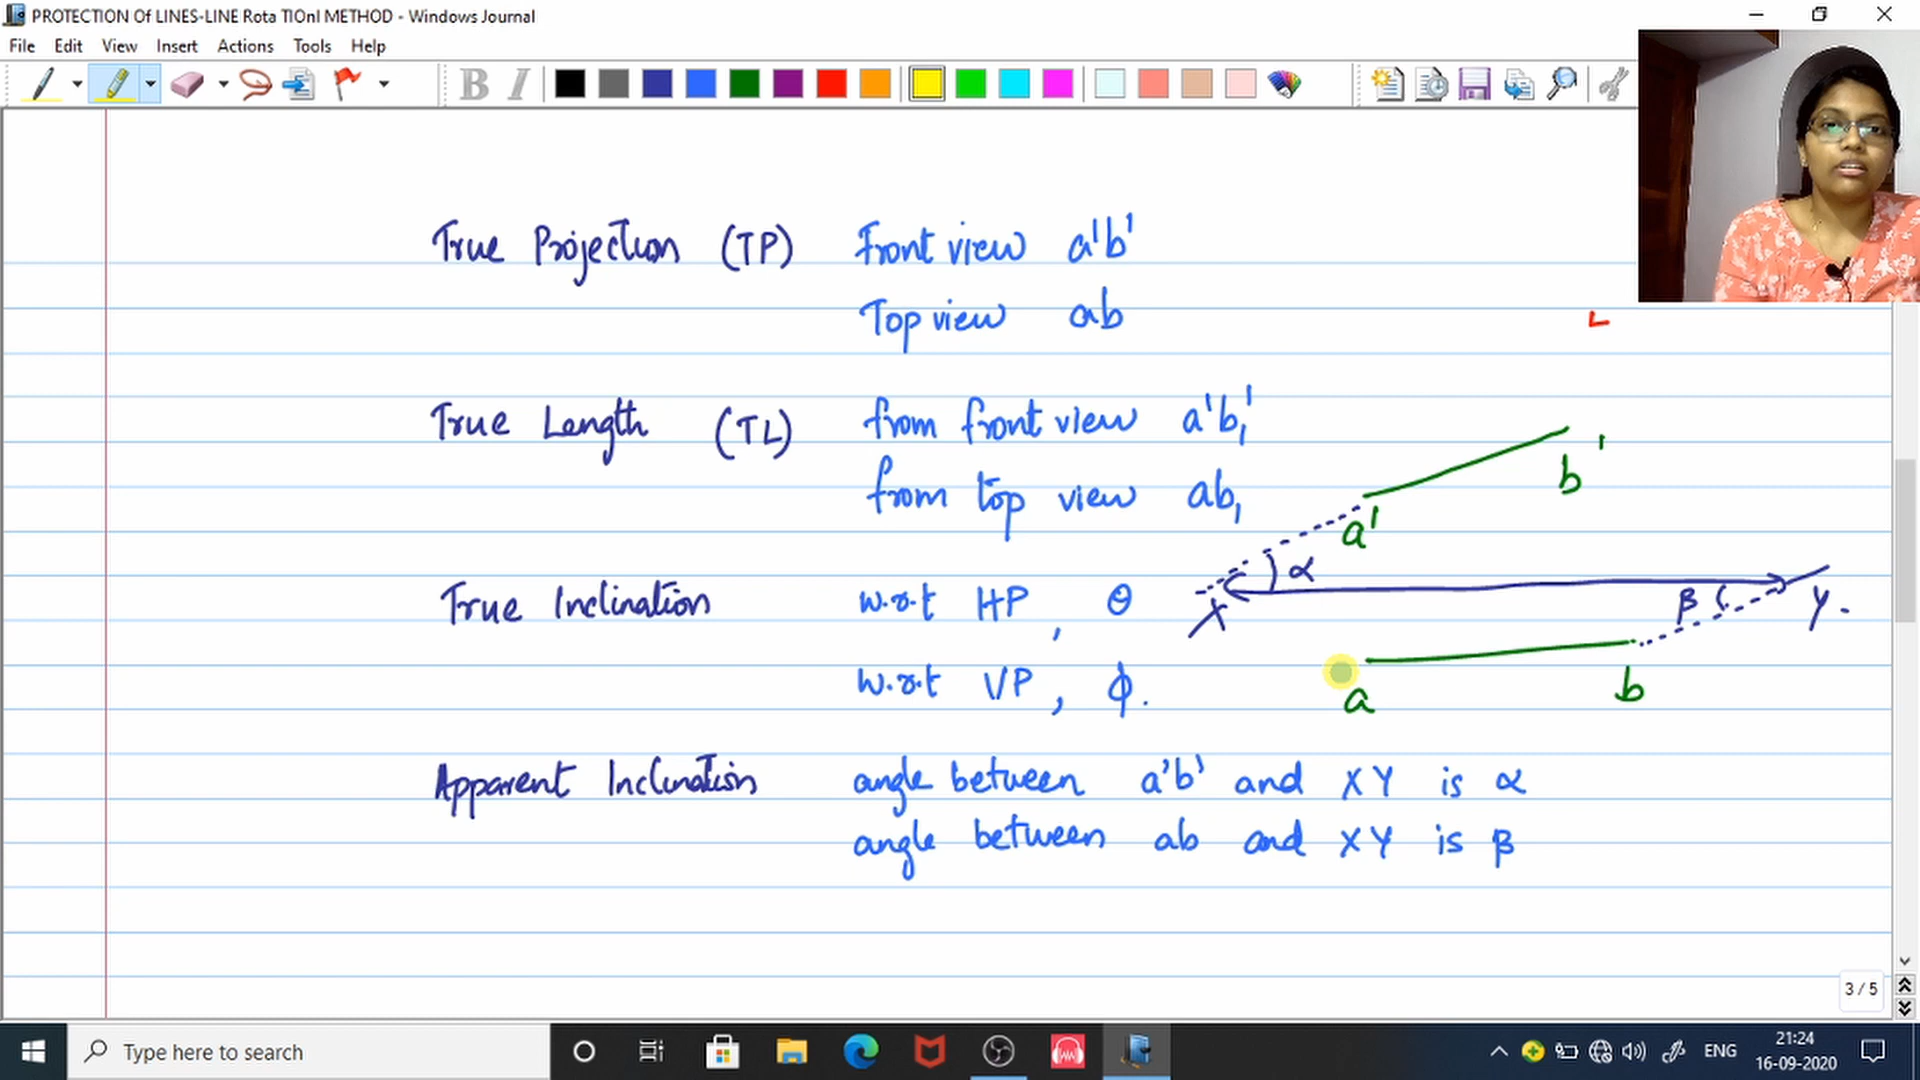 PROTECTION Of LINES-LINE Rota TIOnI METHOD - Windows Journal
File Edit View Insert Actions Tools Help
B I
True Projection (TP) Front view a'b'
Top view ab
True Length (TL) from front view a'b₁'
from top view ab₁
b'
a'
α
True Inclination w.r.t HP, θ
X β Y.
w.r.t VP, ϕ.
a b
Apparent Inclination angle between a'b' and XY is α
angle between ab and XY is β
3 / 5
Type here to search
ENG
21:24
16-09-2020